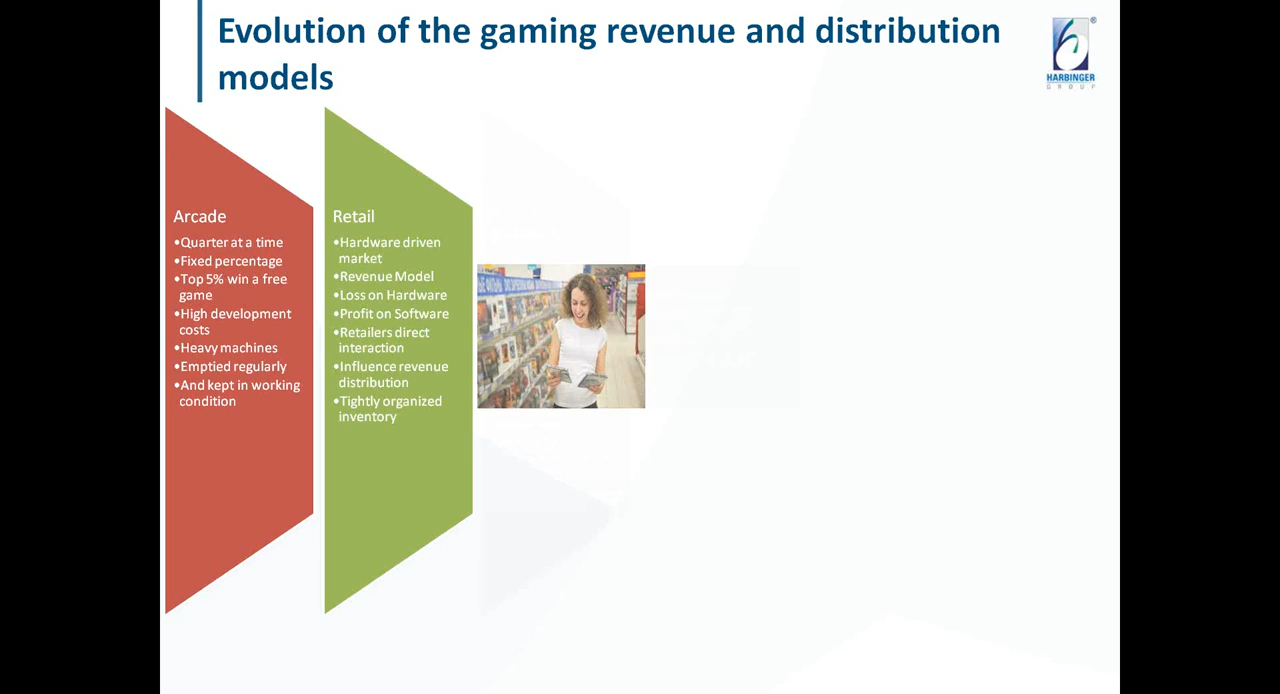 Evolution of the gaming revenue and distribution
models
HARBINGER
GROUP
®
Arcade
•Quarter at a time
•Fixed percentage
•Top 5% win a free
game
•High development
costs
•Heavy machines
•Emptied regularly
•And kept in working
condition
Retail
•Hardware driven
market
•Revenue Model
•Loss on Hardware
•Profit on Software
•Retailers direct
interaction
•Influence revenue
distribution
•Tightly organized
inventory